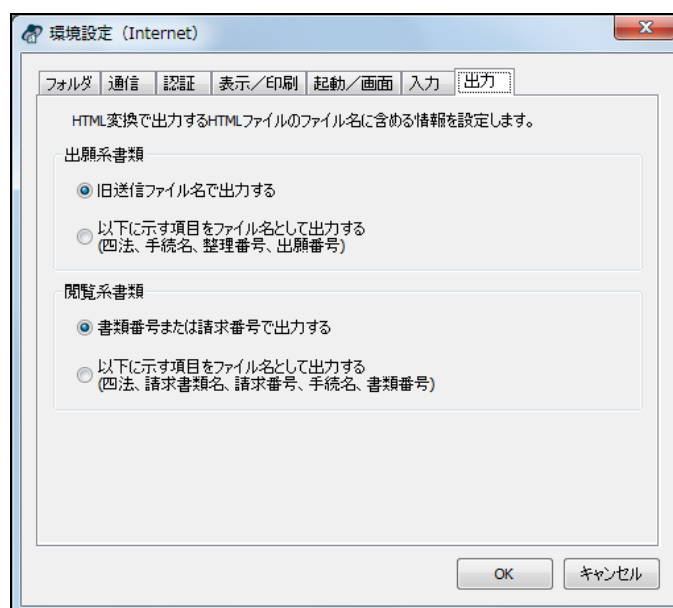 環境設定（Internet）
フォルダ 通信 認証 表示／印刷 起動／画面 入力 出力
HTML変換で出力するHTMLファイルのファイル名に含める情報を設定します。
出願系書類
旧送信ファイル名で出力する
以下に示す項目をファイル名として出力する
(四法、手続名、整理番号、出願番号)
閲覧系書類
書類番号または請求番号で出力する
以下に示す項目をファイル名として出力する
(四法、請求書類名、請求番号、手続名、書類番号)
OK キャンセル